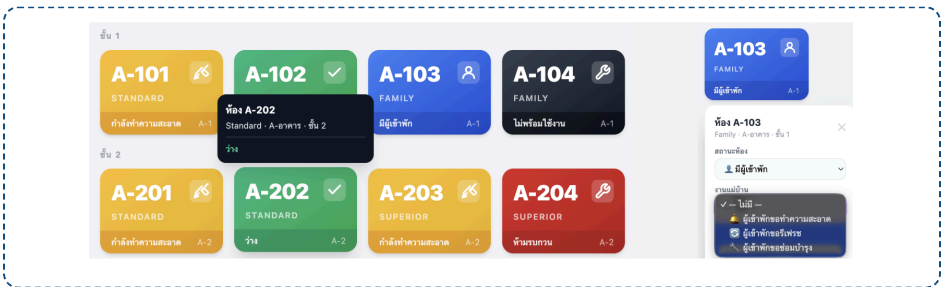 ชั้น 1
A-101
STANDARD
กำลังทำความสะอาด A-1
A-102
A-103
FAMILY
มีผู้เข้าพัก A-1
A-104
FAMILY
ไม่พร้อมใช้งาน A-1
ห้อง A-202
Standard · A-อาคาร · ชั้น 2
ว่าง
ชั้น 2
A-201
STANDARD
กำลังทำความสะอาด A-2
A-202
STANDARD
ว่าง A-2
A-203
SUPERIOR
กำลังทำความสะอาด A-2
A-204
SUPERIOR
ห้ามรบกวน A-2
A-103
FAMILY
มีผู้เข้าพัก A-1
ห้อง A-103
Family · A-อาคาร · ชั้น 1
สถานะห้อง
มีผู้เข้าพัก
งานแม่บ้าน
— ไม่มี —
ผู้เข้าพักขอทำความสะอาด
ผู้เข้าพักขอรีเฟรช
ผู้เข้าพักขอซ่อมบำรุง